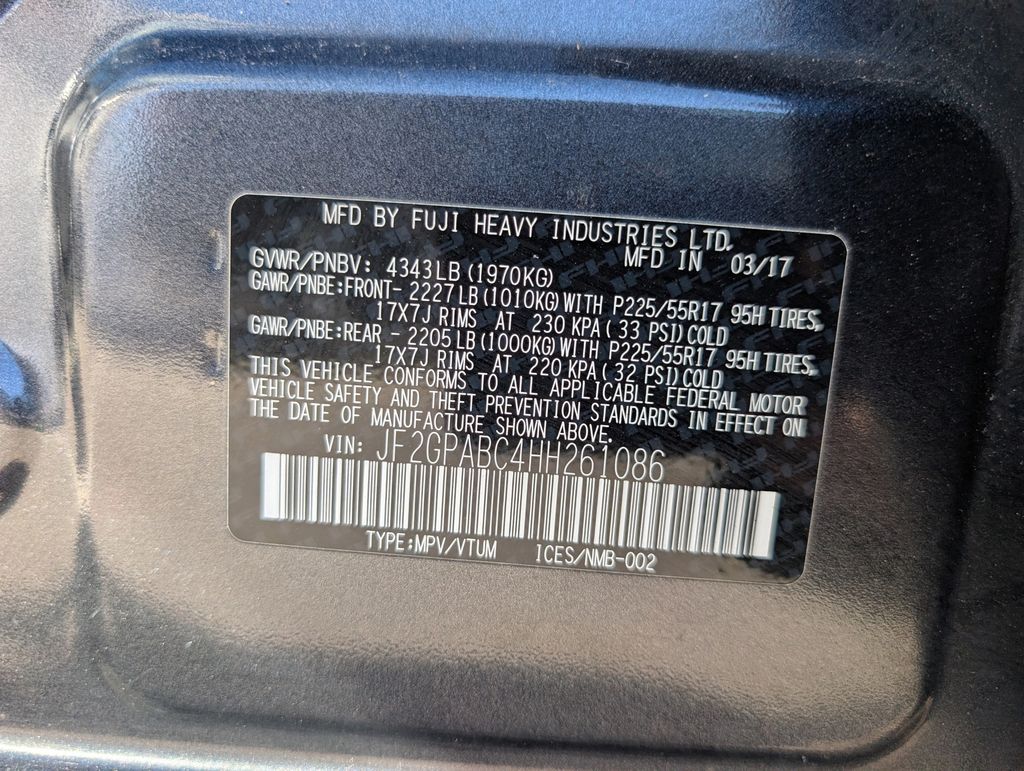 MFD BY FUJI HEAVY INDUSTRIES LTD.
MFD IN 03/17
GVWR/PNBV: 4343LB (1970KG)
GAWR/PNBE:FRONT- 2227LB (1010KG) WITH P225/55R17 95H TIRES,
17X7J RIMS AT 230 KPA (33 PSI) COLD
GAWR/PNBE:REAR - 2205LB (1000KG) WITH P225/55R17 95H TIRES,
17X7J RIMS AT 220 KPA (32 PSI) COLD
THIS VEHICLE CONFORMS TO ALL APPLICABLE FEDERAL MOTOR
VEHICLE SAFETY AND THEFT PREVENTION STANDARDS IN EFFECT ON
THE DATE OF MANUFACTURE SHOWN ABOVE.
VIN: JF2GPABC4HH261086
TYPE:MPV/VTUM ICES/NMB-002